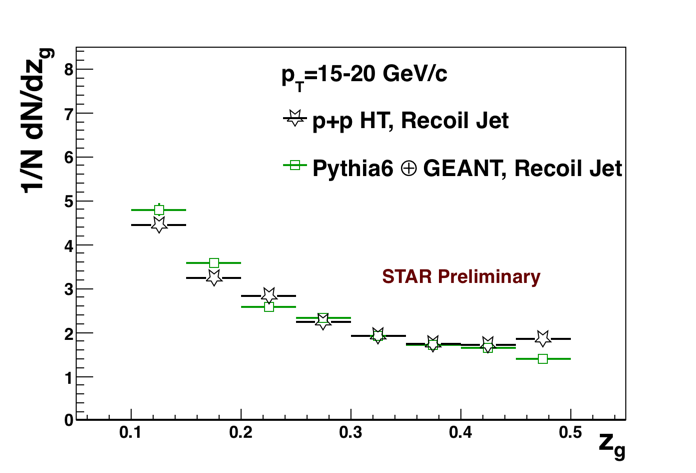 1/N dN/dz_g
8
7
6
5
4
3
2
1
0
p_T=15-20 GeV/c
p+p HT, Recoil Jet
Pythia6 ⊕ GEANT, Recoil Jet
STAR Preliminary
0.1 0.2 0.3 0.4 0.5
z_g